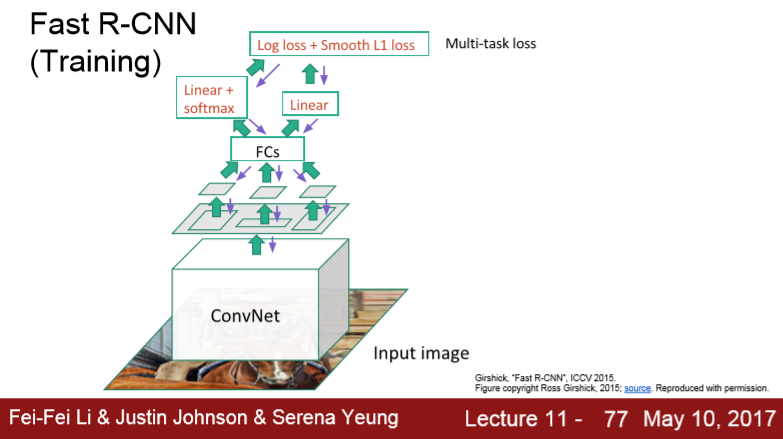 Fast R-CNN
(Training)
Log loss + Smooth L1 loss
Multi-task loss
Linear +
softmax
Linear
FCs
ConvNet
Input image
Girshick, "Fast R-CNN", ICCV 2015.
Figure copyright Ross Girshick, 2015; source. Reproduced with permission.
Fei-Fei Li & Justin Johnson & Serena Yeung
Lecture 11 - 77 May 10, 2017